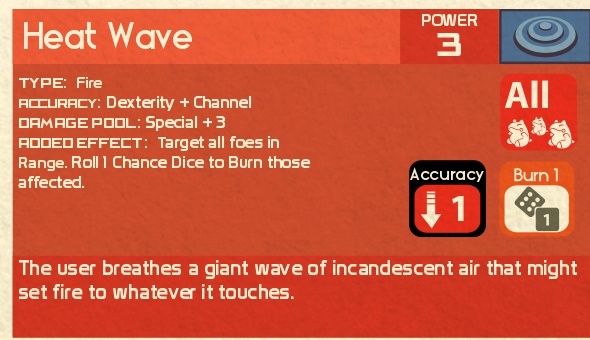 Heat Wave
POWER
3
TYPE: Fire
ACCURACY: Dexterity + Channel
DAMAGE POOL: Special + 3
ADDED EFFECT: Target all foes in
Range. Roll 1 Chance Dice to Burn those
affected.
All
Accuracy
1
Burn 1
1
The user breathes a giant wave of incandescent air that might
set fire to whatever it touches.